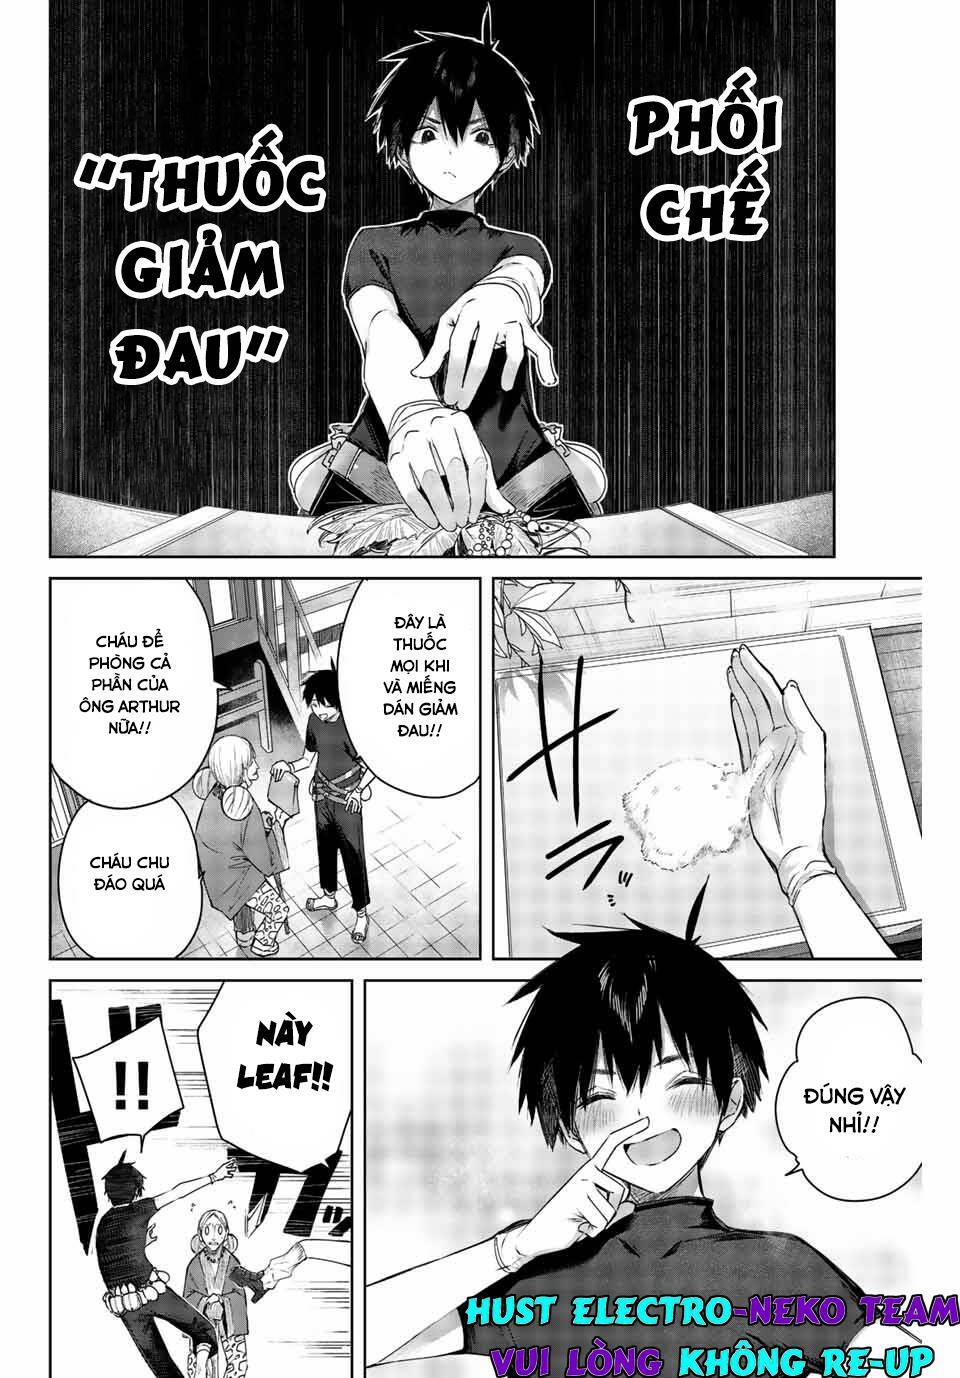 PHỐI
CHẾ
"THUỐC
GIẢM
ĐAU"
ĐÂY LÀ
THUỐC
MỌI KHI
VÀ MIẾNG
DÁN GIẢM
ĐAU!!
CHÁU ĐỂ
PHÒNG CẢ
PHẦN CỦA
ÔNG ARTHUR
NỮA!!
CHÁU CHU
ĐÁO QUÁ
ĐÚNG VẬY
NHỈ!!
NÀY
LEAF!!
!!
HUST ELECTRO-NEKO TEAM
VUI LÒNG KHÔNG RE-UP